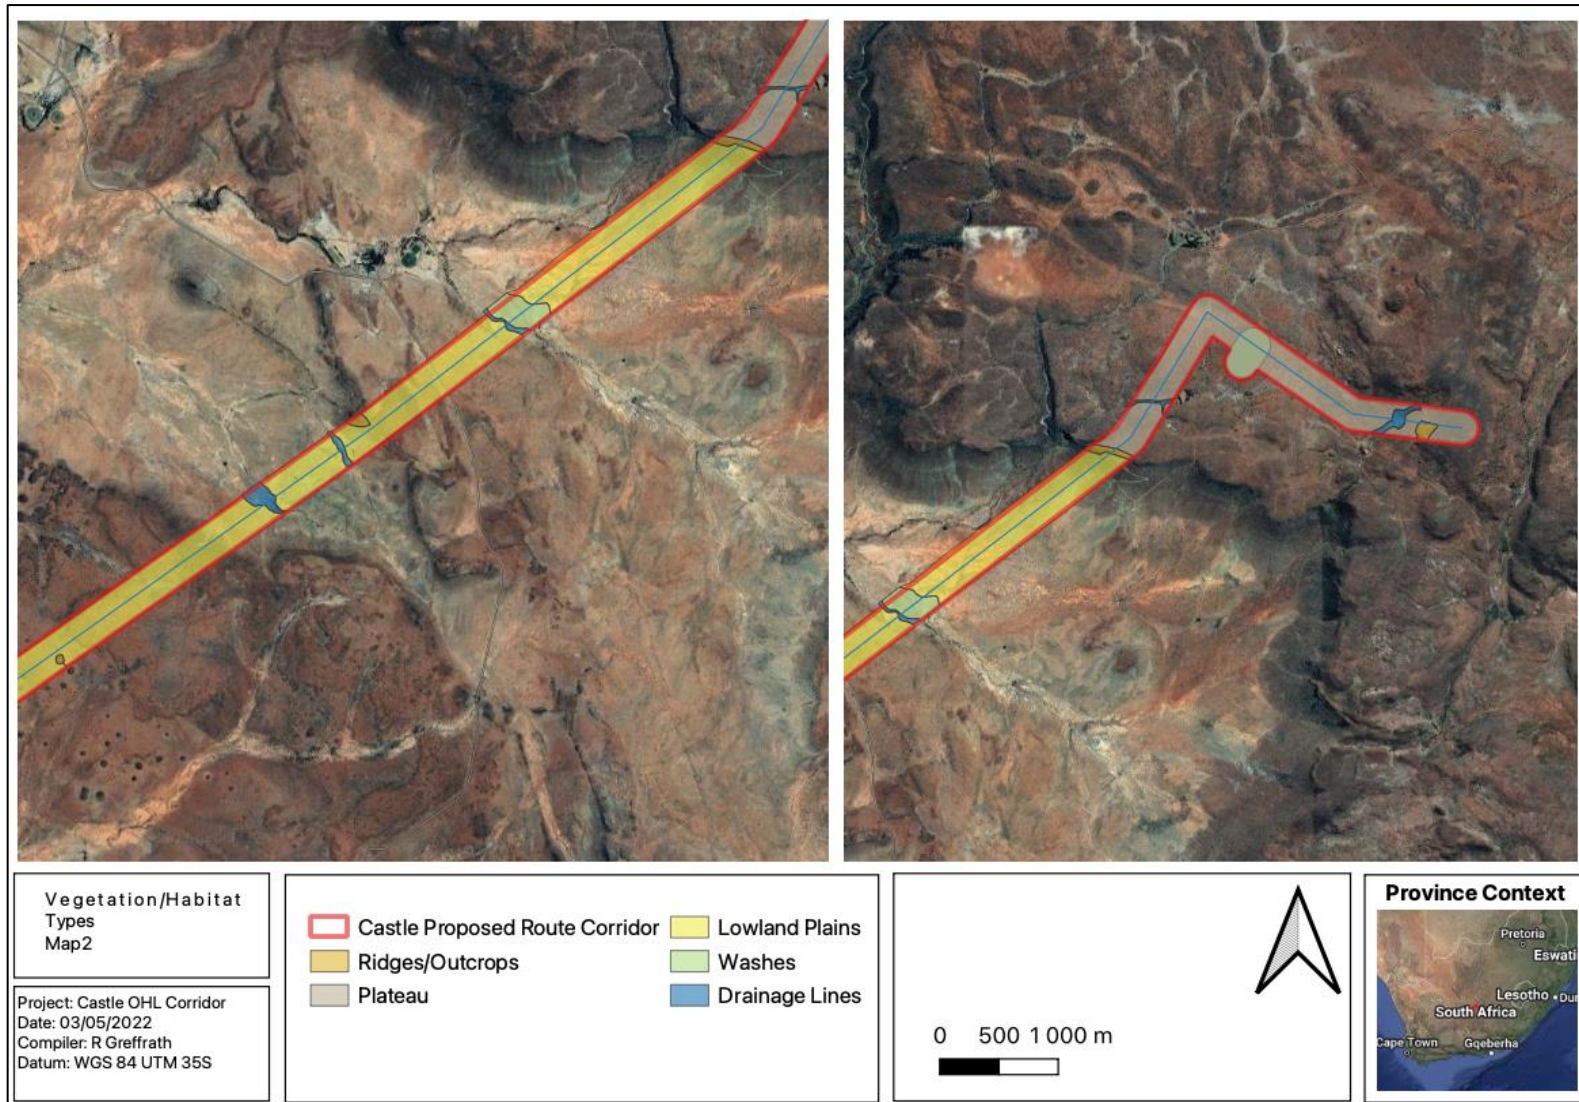 Vegetation/Habitat
Types
Map2
Project: Castle OHL Corridor
Date: 03/05/2022
Compiler: R Greffrath
Datum: WGS 84 UTM 35S
Castle Proposed Route Corridor
Ridges/Outcrops
Plateau
Lowland Plains
Washes
Drainage Lines
0 500 1 000 m
Province Context
Pretoria
Eswati
Lesotho
Dur
South Africa
Cape Town
Gqeberha